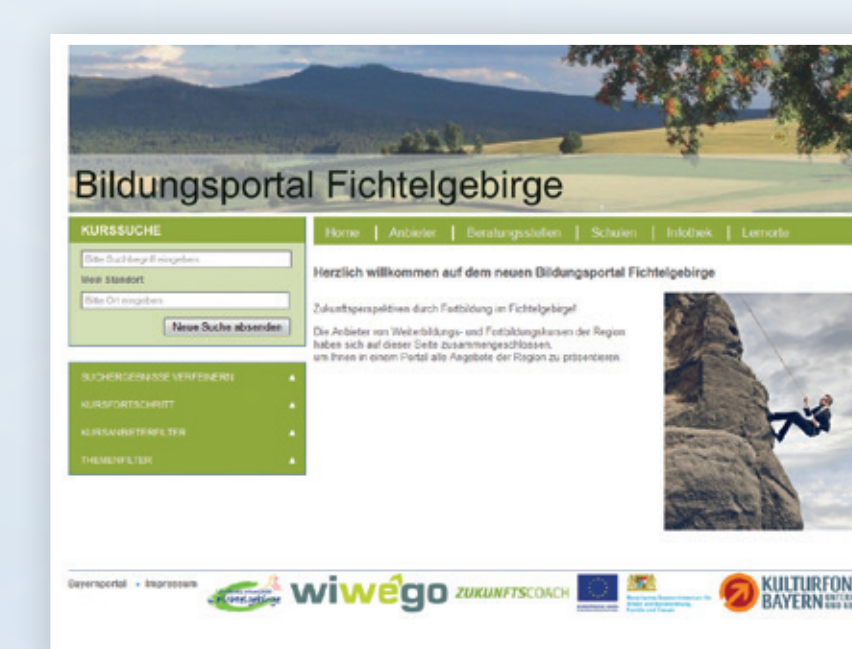 Bildungsportal Fichtelgebirge
KURSSUCHE
Bitte Suchbegriff eingeben
Mein Standort
Bitte Ort eingeben
Neue Suche absenden
SUCHERGEBNISSE VERFEINERN
KURSFORTSCHRITT
KURSANBIETERFILTER
THEMENFILTER
Home | Anbieter | Beratungsstellen | Schulen | Infothek | Lernorte
Herzlich willkommen auf dem neuen Bildungsportal Fichtelgebirge
Zukunftsperspektiven durch Fortbildung im Fichtelgebirge!
Die Anbieter von Weiterbildungs- und Fortbildungskursen der Region
haben sich auf dieser Seite zusammengeschlossen,
um Ihnen in einem Portal alle Angebote der Region zu präsentieren.
Bayernportal • Impressum
wiwego
ZUKUNFTSCOACH
KULTURFON
BAYERN